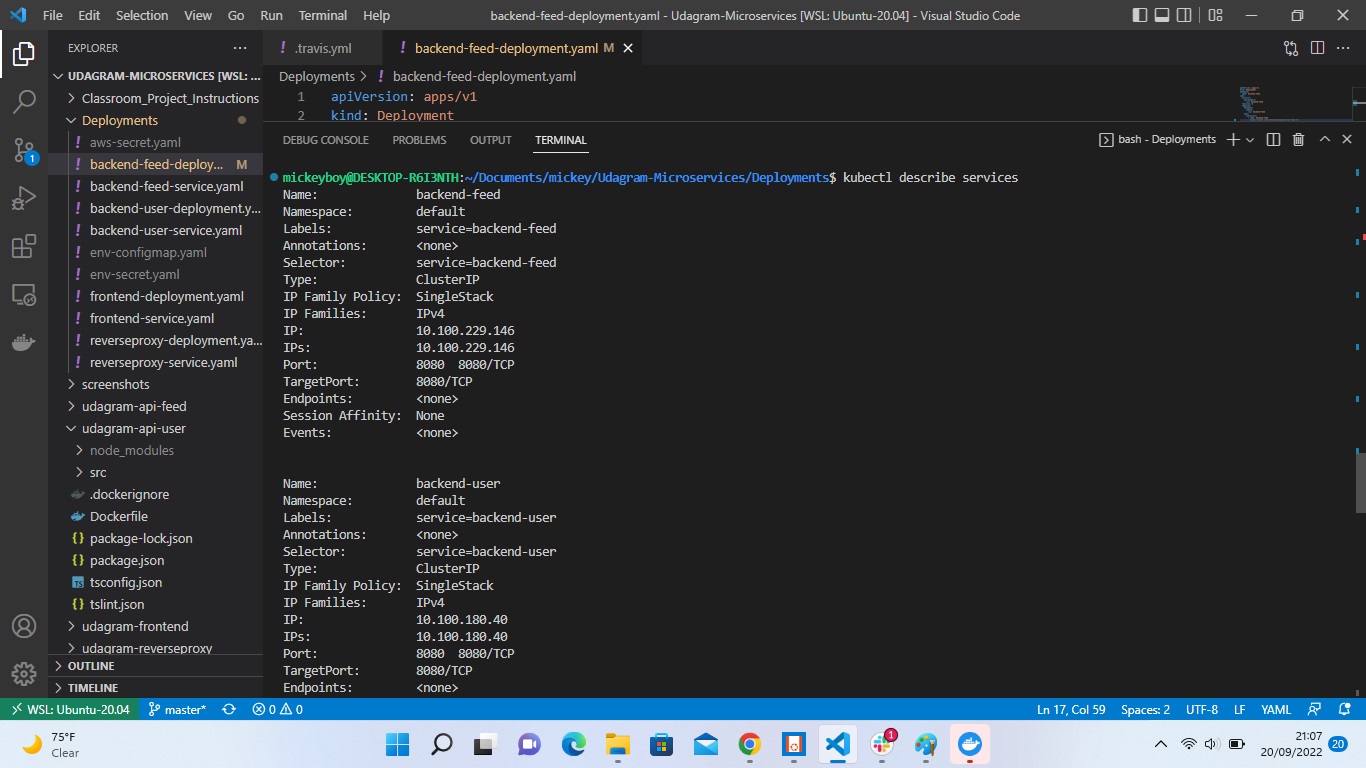 File Edit Selection View Go Run Terminal Help
backend-feed-deployment.yaml - Udagram-Microservices [WSL: Ubuntu-20.04] - Visual Studio Code
EXPLORER
UDAGRAM-MICROSERVICES [WSL: ...
Classroom_Project_Instructions
Deployments
! aws-secret.yaml
! backend-feed-deploy... M
! backend-feed-service.yaml
! backend-user-deployment.y...
! backend-user-service.yaml
! env-configmap.yaml
! env-secret.yaml
! frontend-deployment.yaml
! frontend-service.yaml
! reverseproxy-deployment.ya...
! reverseproxy-service.yaml
screenshots
udagram-api-feed
udagram-api-user
node_modules
src
.dockerignore
Dockerfile
{} package-lock.json
{} package.json
TS tsconfig.json
{} tslint.json
udagram-frontend
udagram-reverseproxy
OUTLINE
TIMELINE
1
! .travis.yml
! backend-feed-deployment.yaml M
Deployments > ! backend-feed-deployment.yaml
1 apiVersion: apps/v1
2 kind: Deployment
DEBUG CONSOLE PROBLEMS OUTPUT TERMINAL
bash - Deployments
mickeyboy@DESKTOP-R6I3NTH:~/Documents/mickey/Udagram-Microservices/Deployments$ kubectl describe services
Name: backend-feed
Namespace: default
Labels: service=backend-feed
Annotations: <none>
Selector: service=backend-feed
Type: ClusterIP
IP Family Policy: SingleStack
IP Families: IPv4
IP: 10.100.229.146
IPs: 10.100.229.146
Port: 8080 8080/TCP
TargetPort: 8080/TCP
Endpoints: <none>
Session Affinity: None
Events: <none>
Name: backend-user
Namespace: default
Labels: service=backend-user
Annotations: <none>
Selector: service=backend-user
Type: ClusterIP
IP Family Policy: SingleStack
IP Families: IPv4
IP: 10.100.180.40
IPs: 10.100.180.40
Port: 8080 8080/TCP
TargetPort: 8080/TCP
Endpoints: <none>
WSL: Ubuntu-20.04 master* 0 0
Ln 17, Col 59 Spaces: 2 UTF-8 LF YAML
75°F
Clear
1
21:07
20/09/2022
20